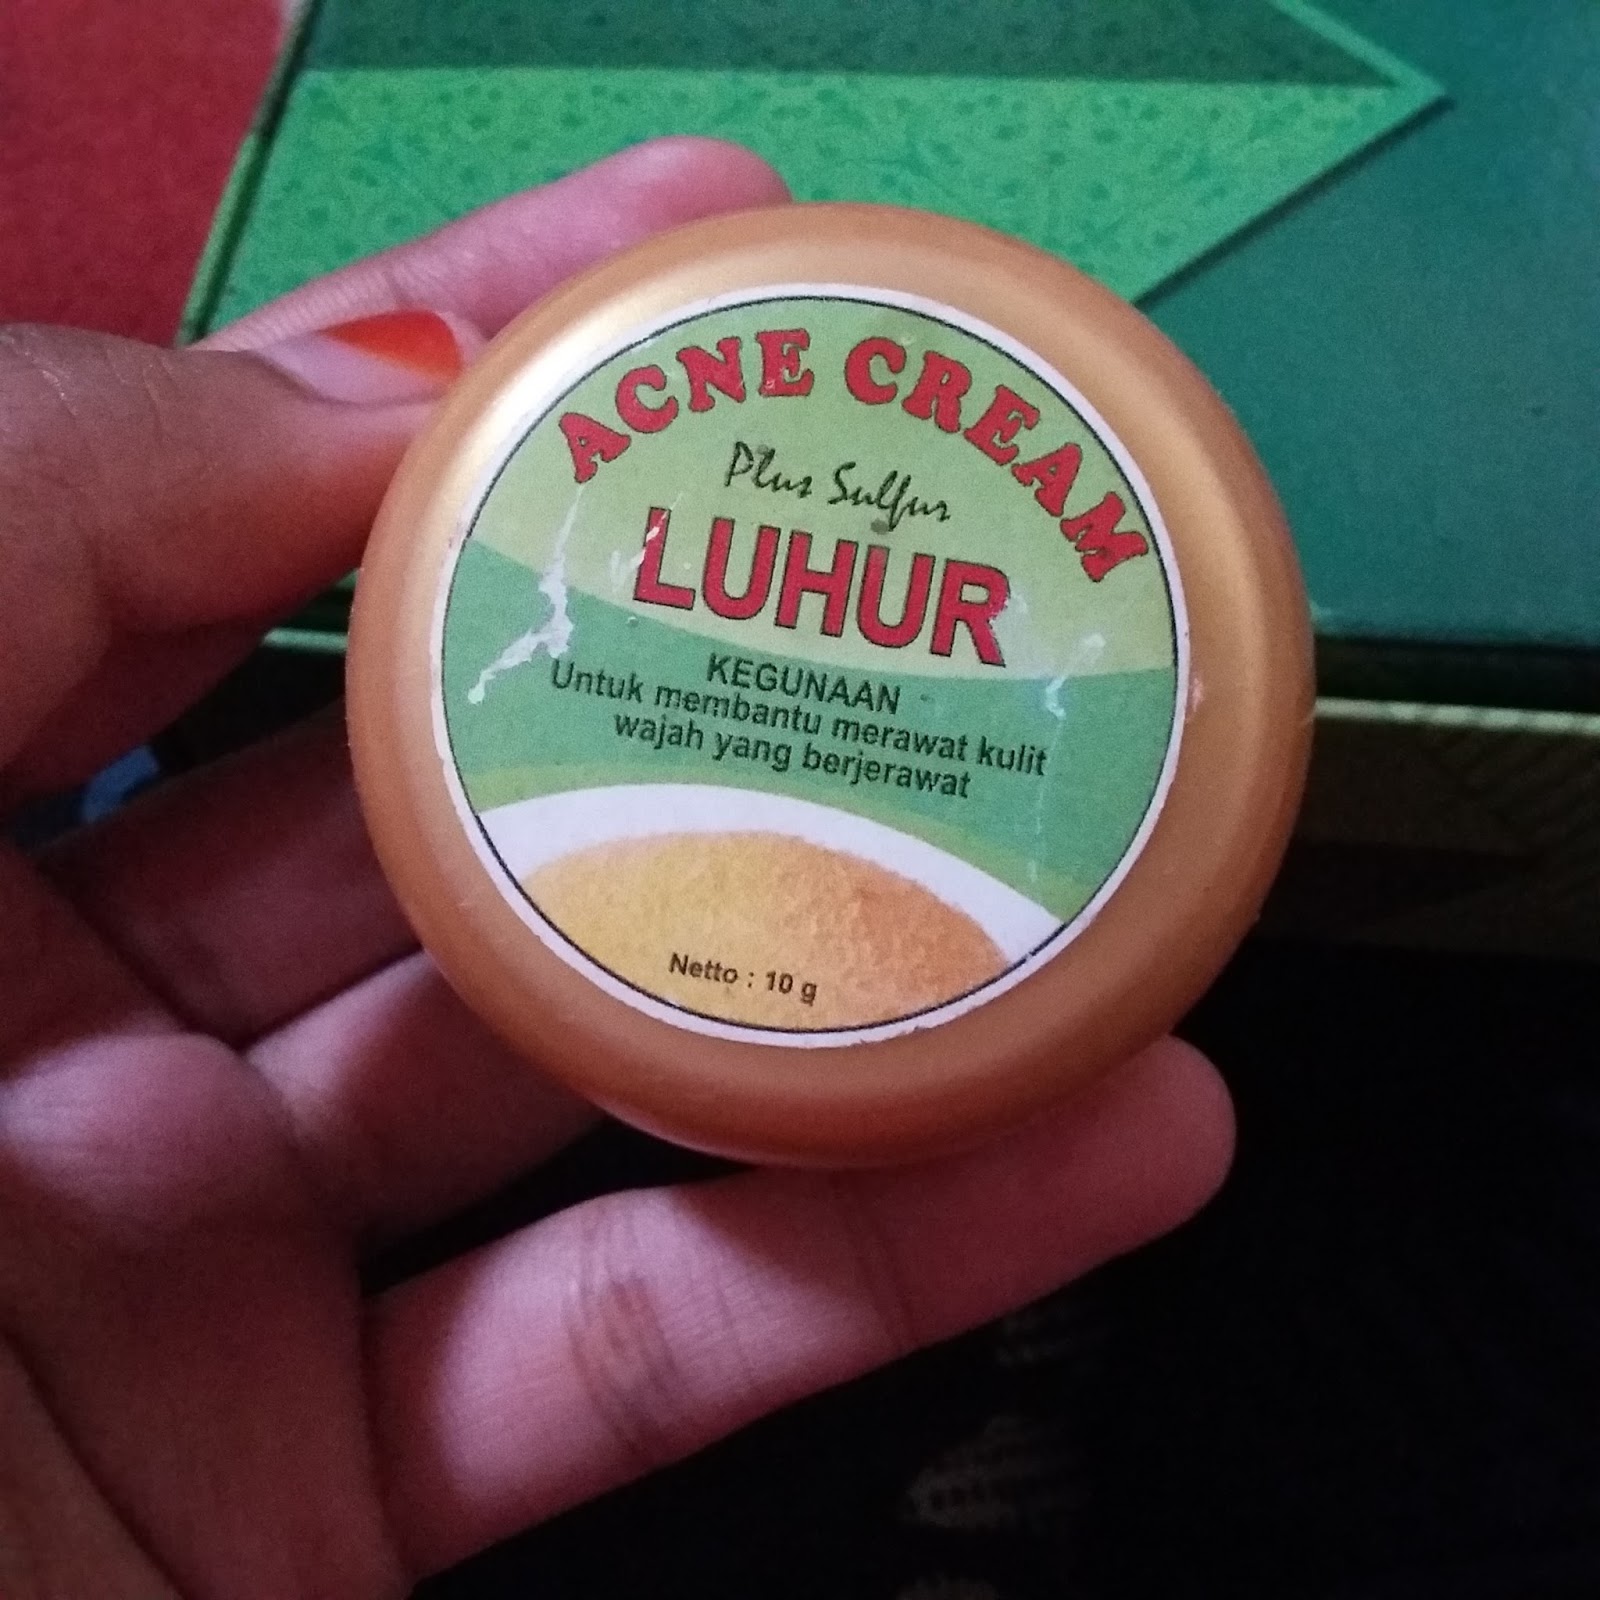 ACNE CREAM
Plus Sulfur
LUHUR
KEGUNAAN
Untuk membantu merawat kulit
wajah yang berjerawat
Netto : 10 g